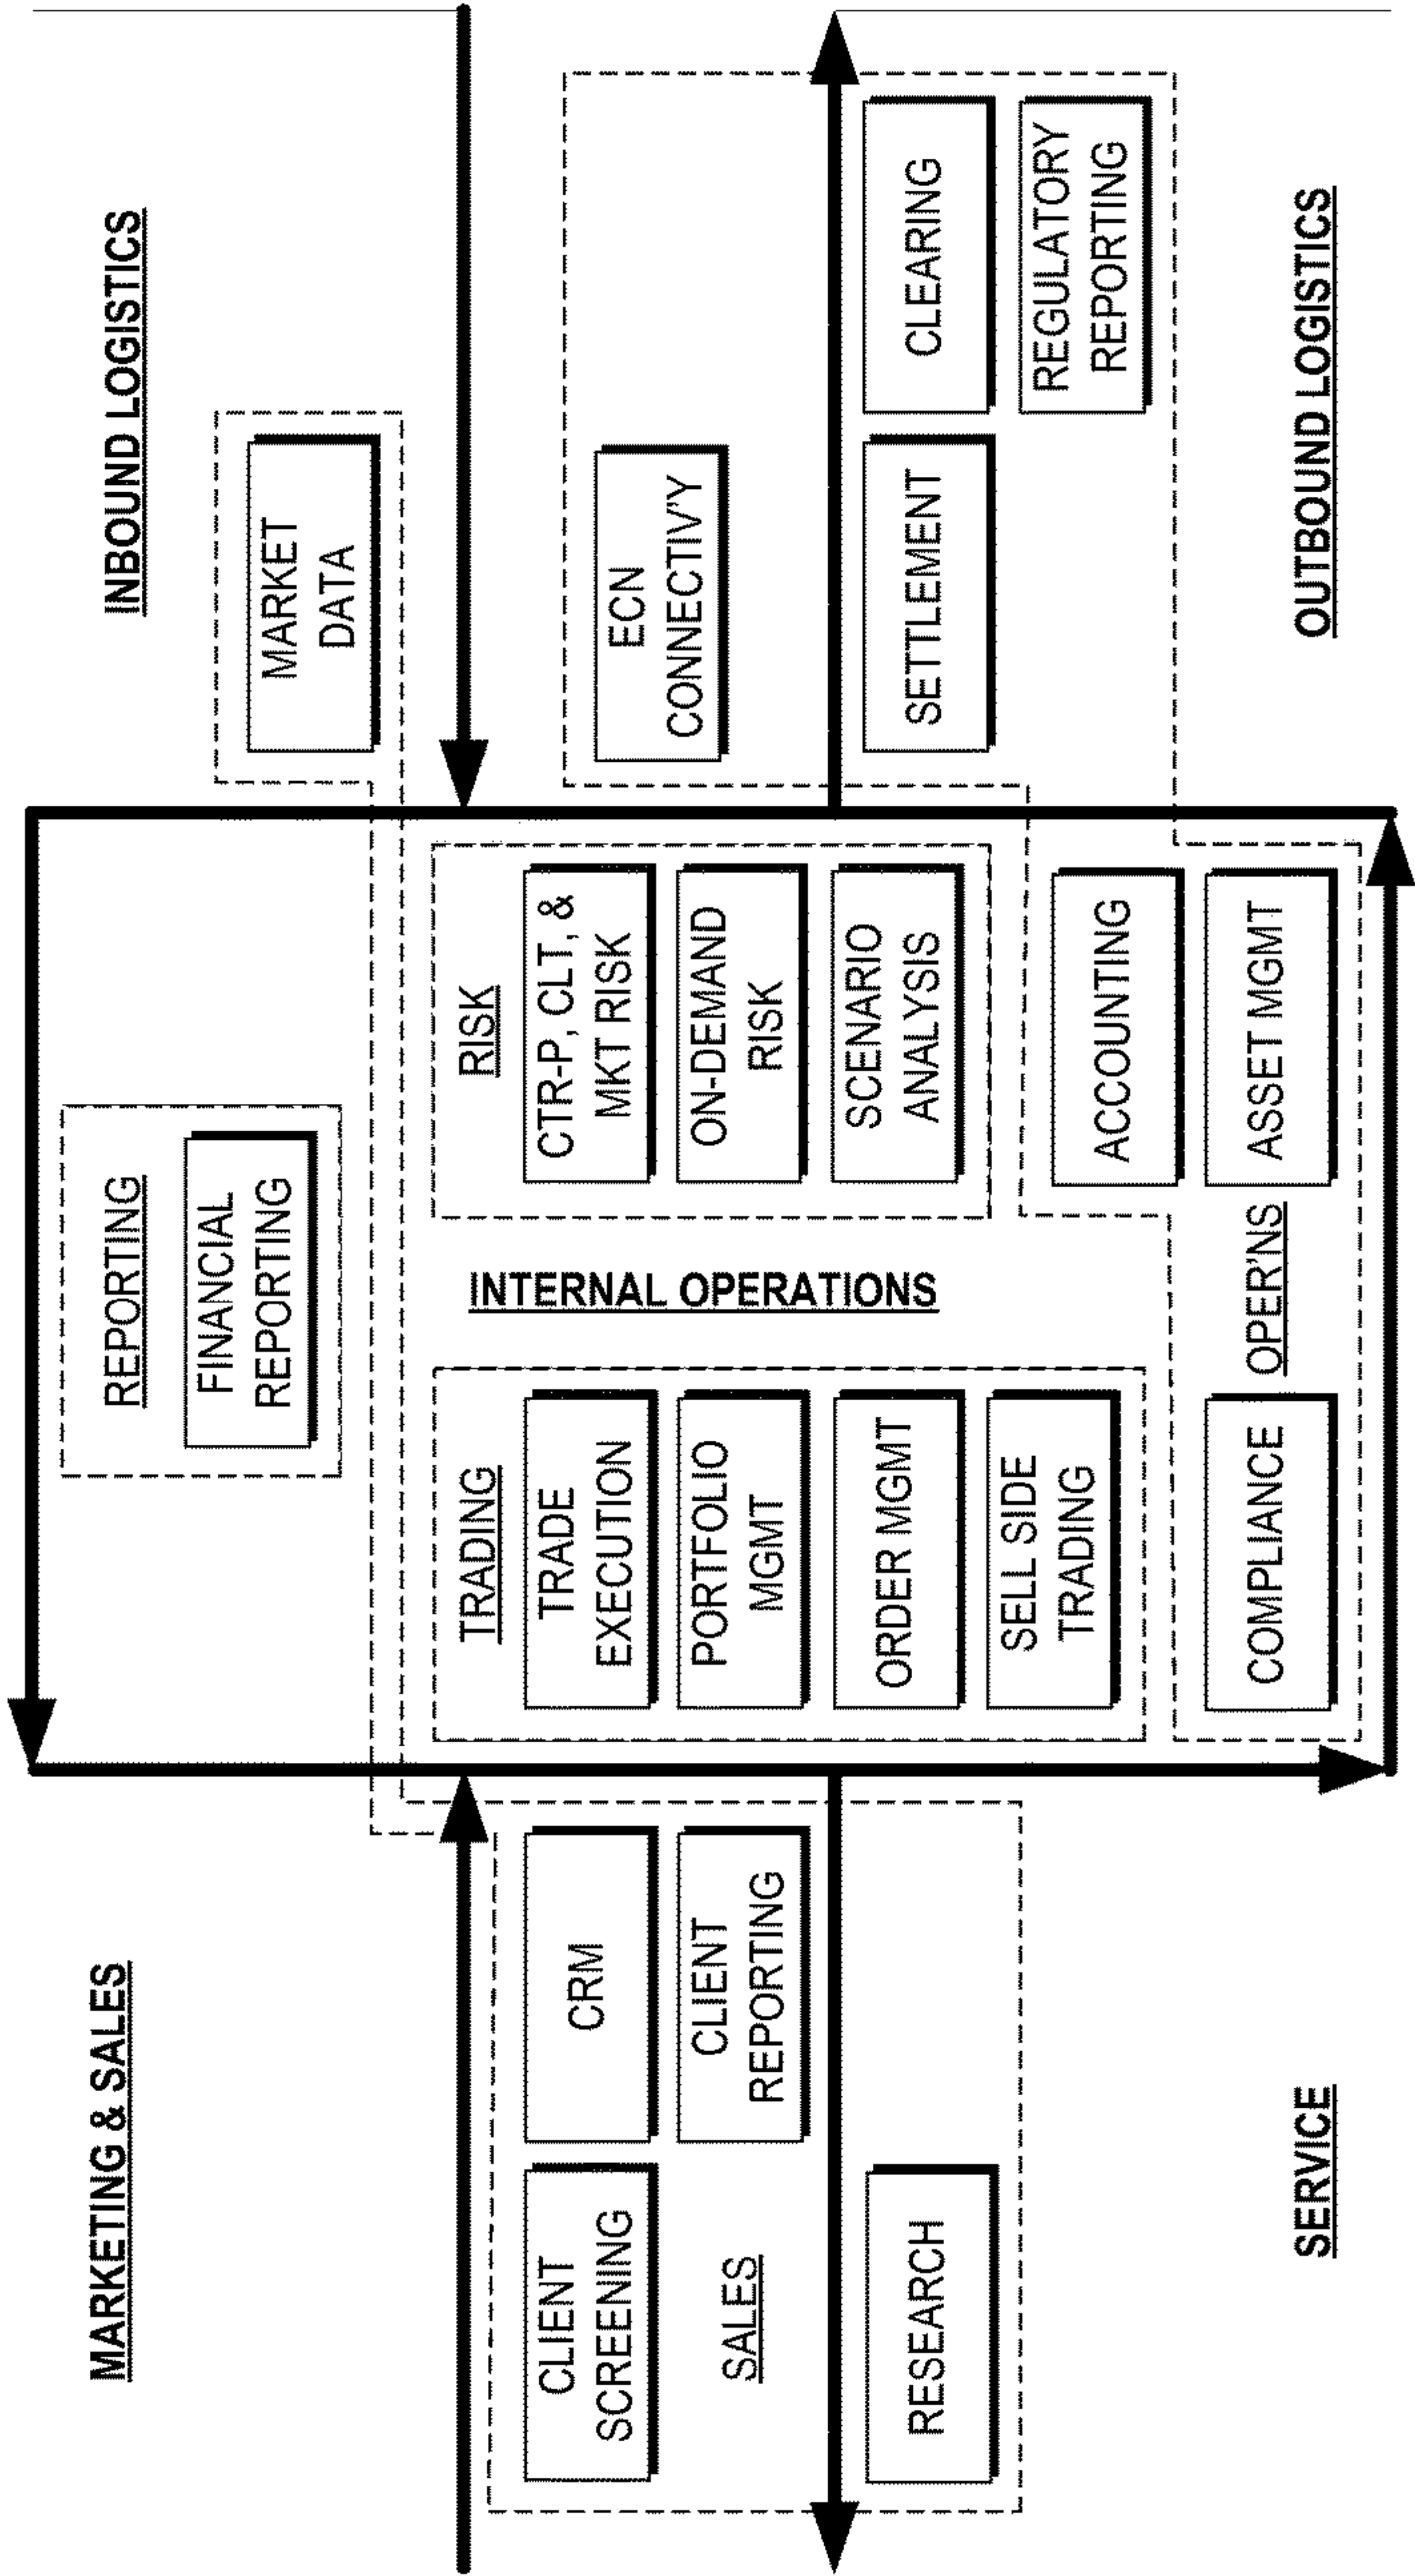 MARKETING & SALES
CLIENT
SCREENING
CRM
SALES
CLIENT
REPORTING
RESEARCH
SERVICE
REPORTING
FINANCIAL
REPORTING
TRADING
TRADE
EXECUTION
PORTFOLIO
MGMT
ORDER MGMT
SELL SIDE
TRADING
INTERNAL OPERATIONS
RISK
CTR-P, CLT, &
MKT RISK
ON-DEMAND
RISK
SCENARIO
ANALYSIS
ACCOUNTING
COMPLIANCE
OPER'NS
ASSET MGMT
INBOUND LOGISTICS
MARKET
DATA
ECN
CONNECTIV'Y
SETTLEMENT
CLEARING
REGULATORY
REPORTING
OUTBOUND LOGISTICS